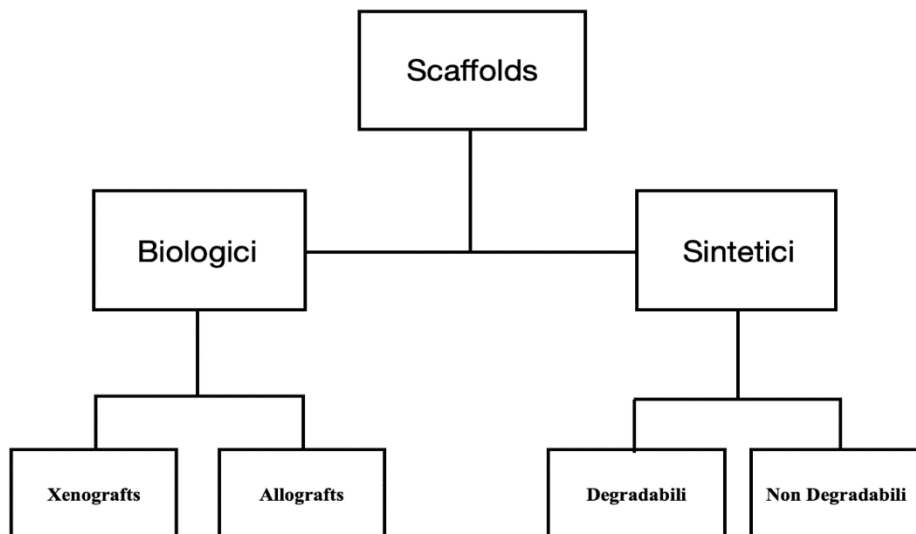 Scaffolds
Biologici
Sintetici
Xenografts
Allografts
Degradabili
Non Degradabili